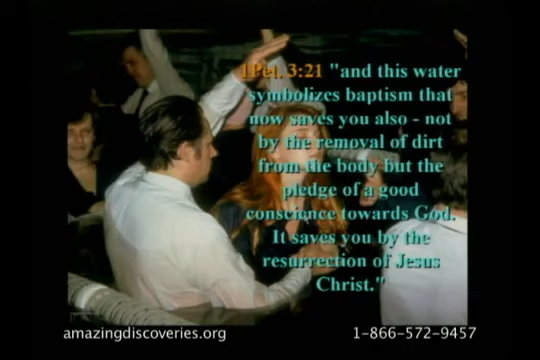 1Pet. 3:21 "and this water
symbolizes baptism that
now saves you also - not
by the removal of dirt
from the body but the
pledge of a good
conscience towards God.
It saves you by the
resurrection of Jesus
Christ."
amazingdiscoveries.org 1-866-572-9457